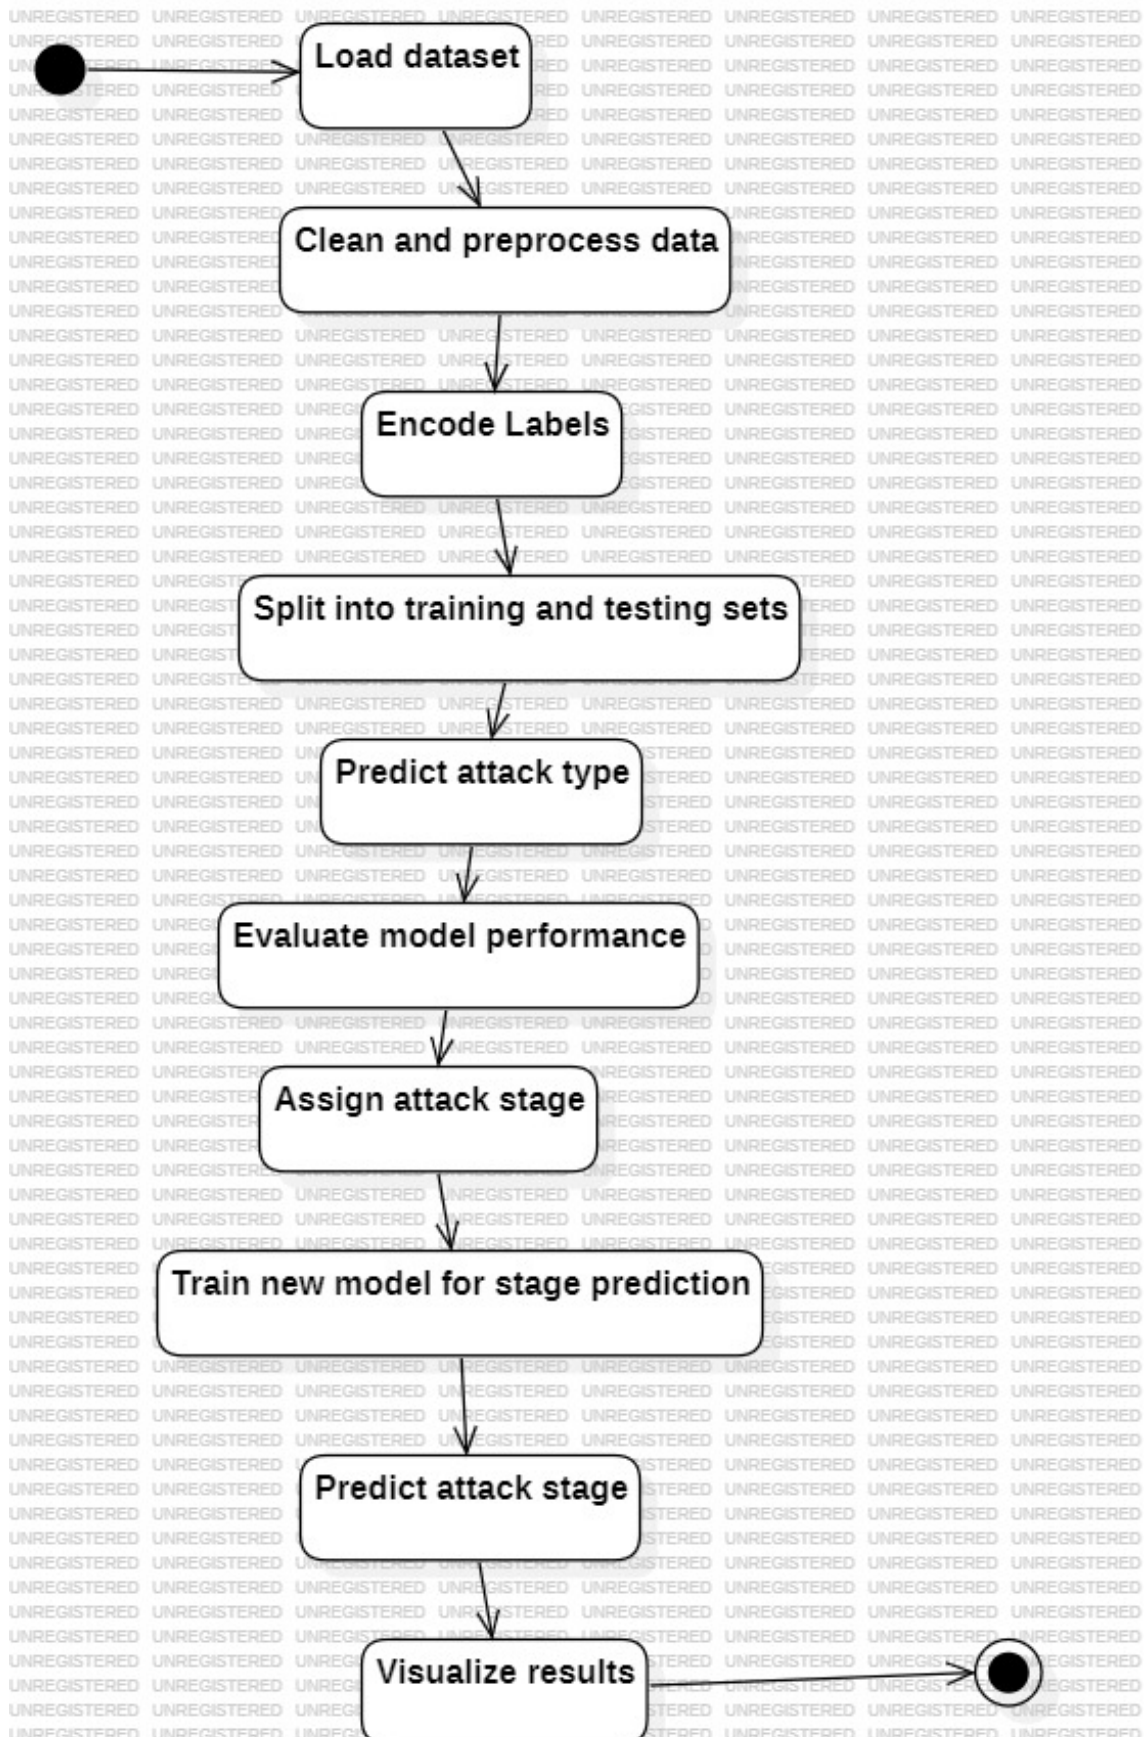 Load dataset
Clean and preprocess data
Encode Labels
Split into training and testing sets
Predict attack type
Evaluate model performance
Assign attack stage
Train new model for stage prediction
Predict attack stage
Visualize results
UNREGISTERED